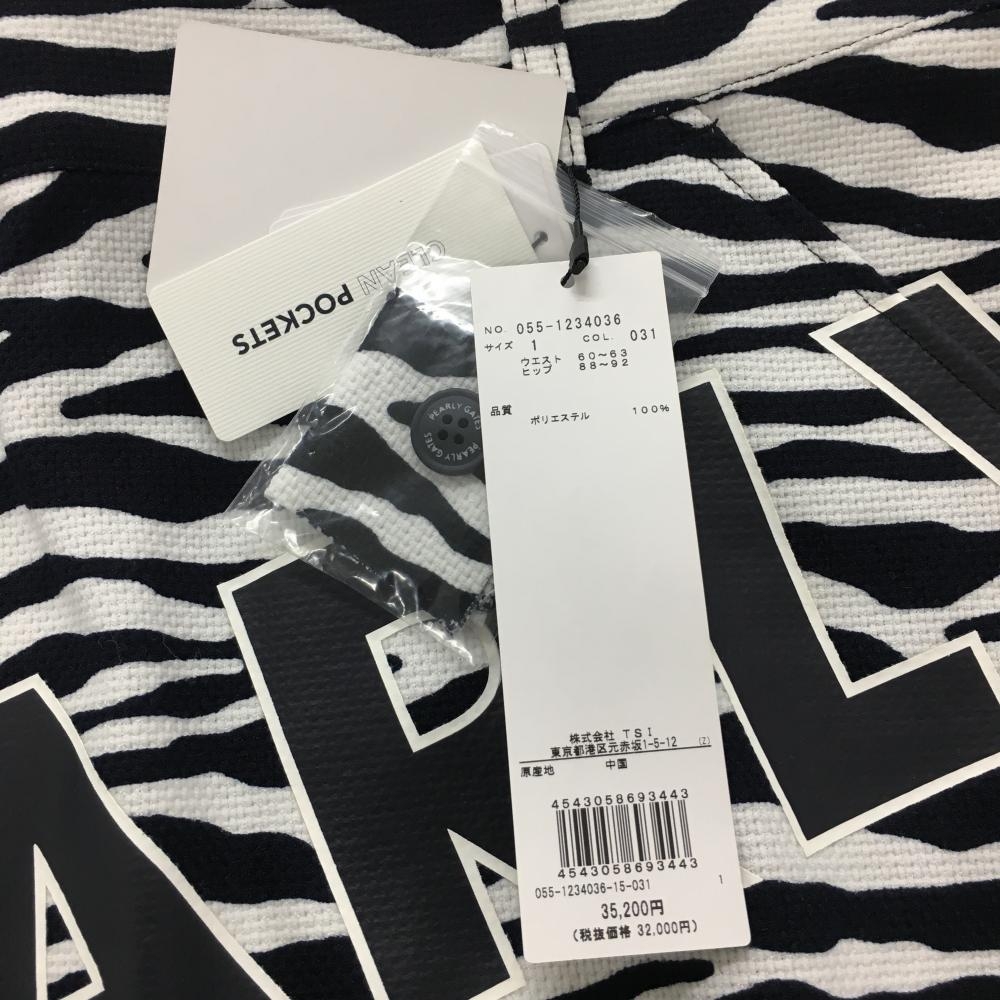 CLEAN POCKETS
PEARLY GATES PEARLY GATES
NO. 055-1234036
サイズ 1 COL. 031
ウエスト 60~63
ヒップ 88~92
品質 ポリエステル 100%
株式会社 TSI
東京都港区元赤坂1-5-12 (Z)
原産地 中国
4543058693443
4543058693443
055-1234036-15-031 1
35,200円
(税抜価格 32,000円)
ARLY